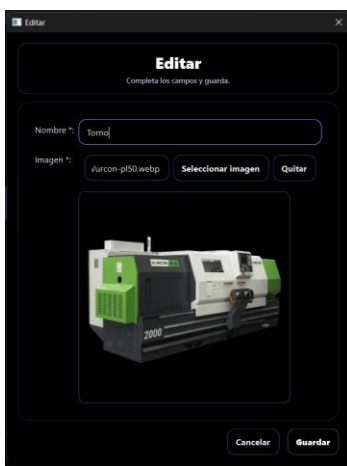 Editar
Editar
Completa los campos y guarda.
Nombre *:
Torno
Imagen *:
/urcon-pl50.webp
Seleccionar imagen
Quitar
2000
Cancelar
Guardar